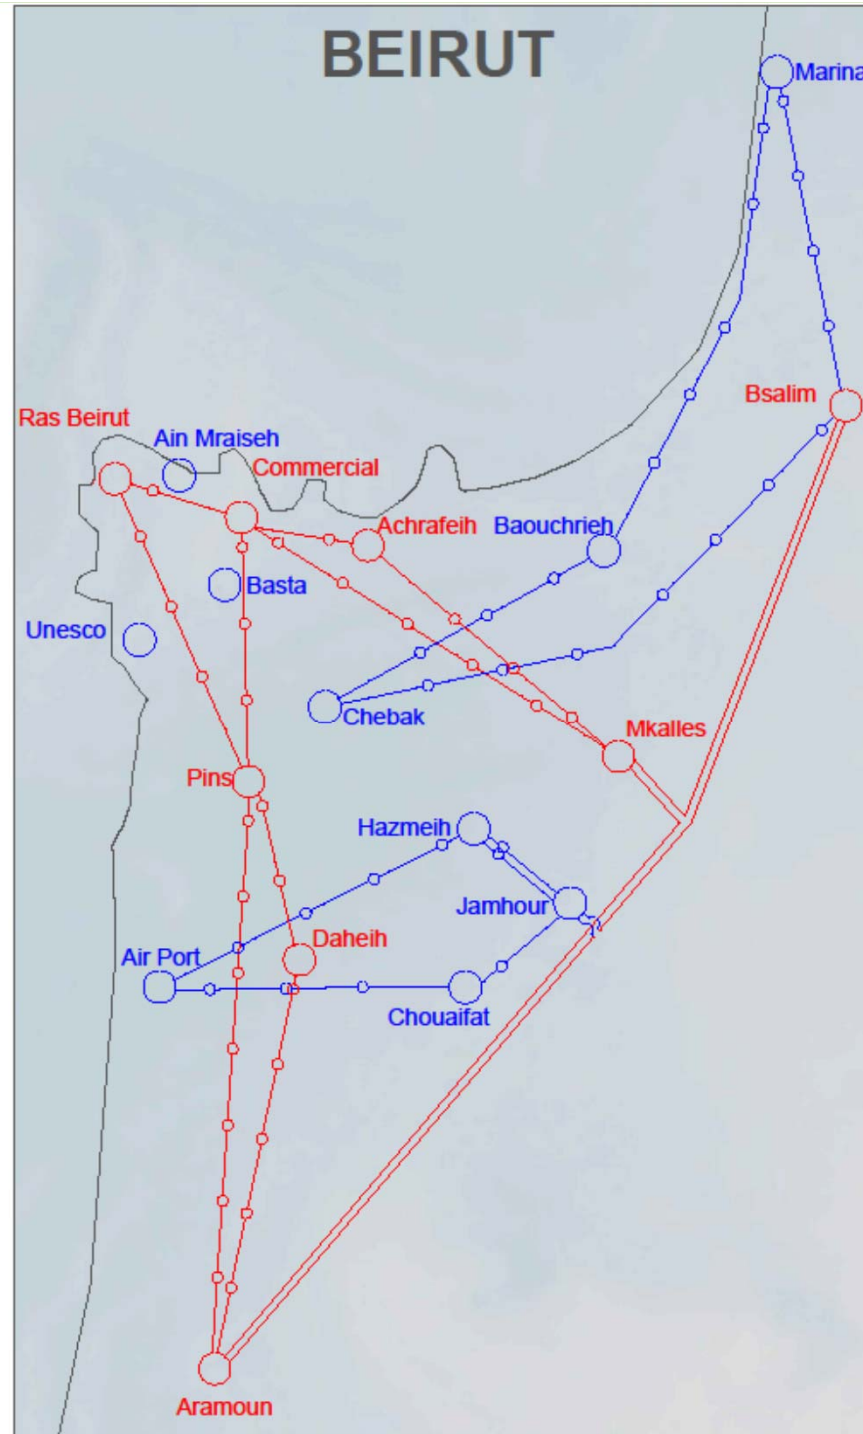 BEIRUT
Marina
Bsalim
Ras Beirut
Ain Mraiseh
Commercial
Achrafeih
Baouchrieh
Basta
Unesco
Chebak
Mkalles
Pins
Hazmeih
Jamhour
Daheih
Air Port
Chouaifat
Aramoun